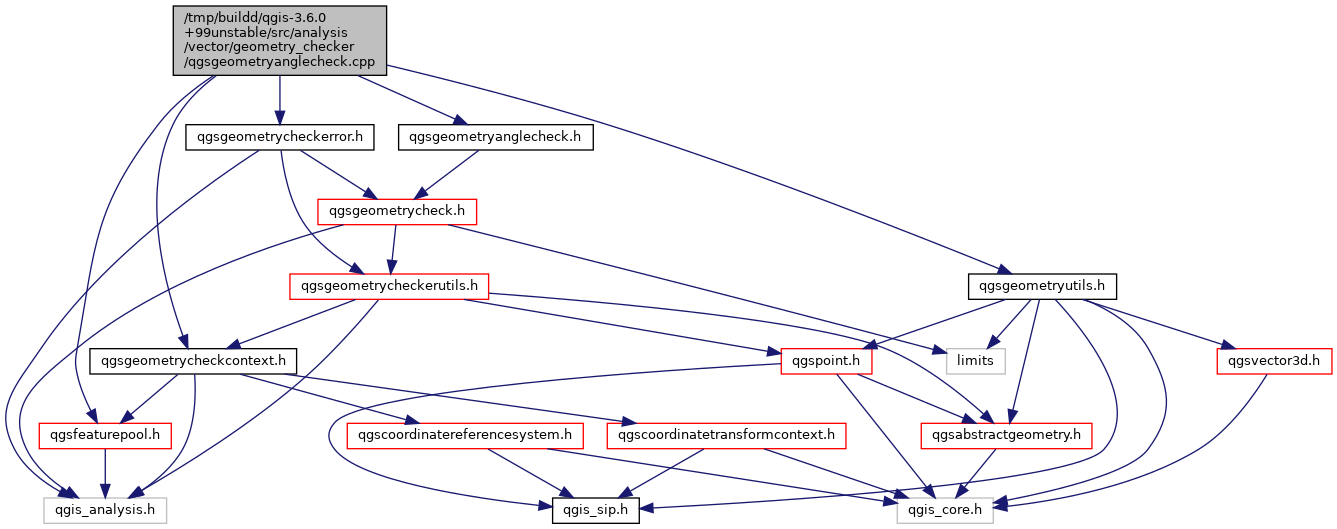 /tmp/buildd/qgis-3.6.0
+99unstable/src/analysis
/vector/geometry_checker
/qgsgeometryanglecheck.cpp
qgsgeometrycheckerror.h
qgsgeometryanglecheck.h
qgsgeometrycheck.h
qgsgeometrycheckerutils.h
qgsgeometryutils.h
qgsgeometrycheckcontext.h
qgspoint.h
limits
qgsvector3d.h
qgsfeaturepool.h
qgscoordinatereferencesystem.h
qgscoordinatetransformcontext.h
qgsabstractgeometry.h
qgis_analysis.h
qgis_sip.h
qgis_core.h